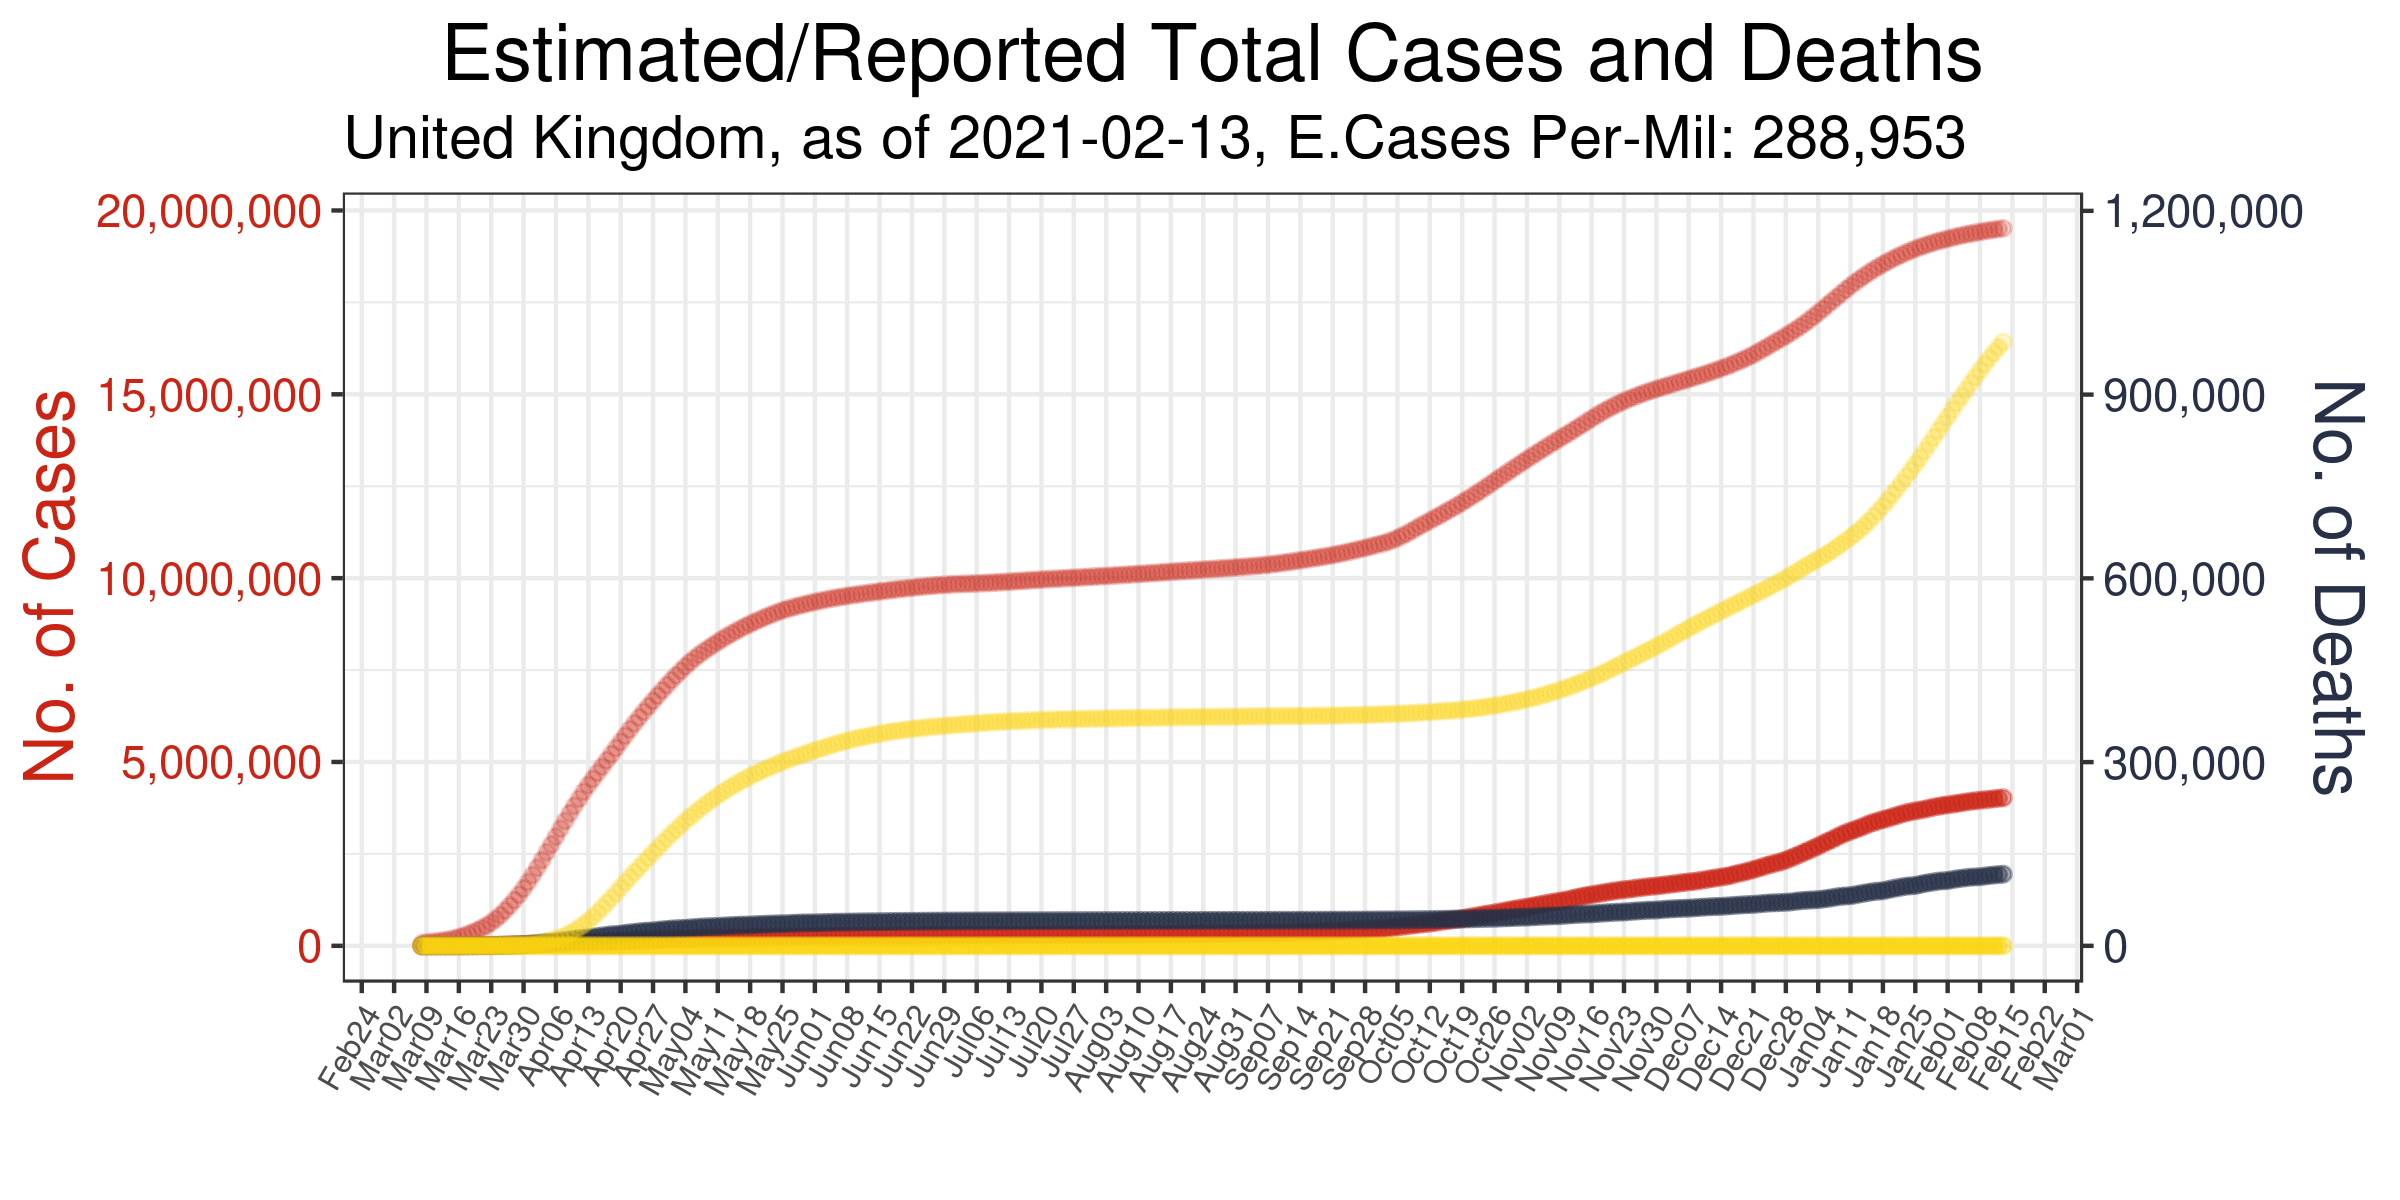 Estimated/Reported Total Cases and Deaths
United Kingdom, as of 2021-02-13, E.Cases Per-Mil: 288,953
No. of Cases
20,000,000
15,000,000
10,000,000
5,000,000
0
1,200,000
900,000
600,000
300,000
0
No. of Deaths
Feb24
Mar02
Mar09
Mar16
Mar23
Mar30
Apr06
Apr13
Apr20
Apr27
May04
May11
May18
May25
Jun01
Jun08
Jun15
Jun22
Jun29
Jul06
Jul13
Jul20
Jul27
Aug03
Aug10
Aug17
Aug24
Aug31
Sep07
Sep14
Sep21
Sep28
Oct05
Oct12
Oct19
Oct26
Nov02
Nov09
Nov16
Nov23
Nov30
Dec07
Dec14
Dec21
Dec28
Jan04
Jan11
Jan18
Jan25
Feb01
Feb08
Feb15
Feb22
Mar01